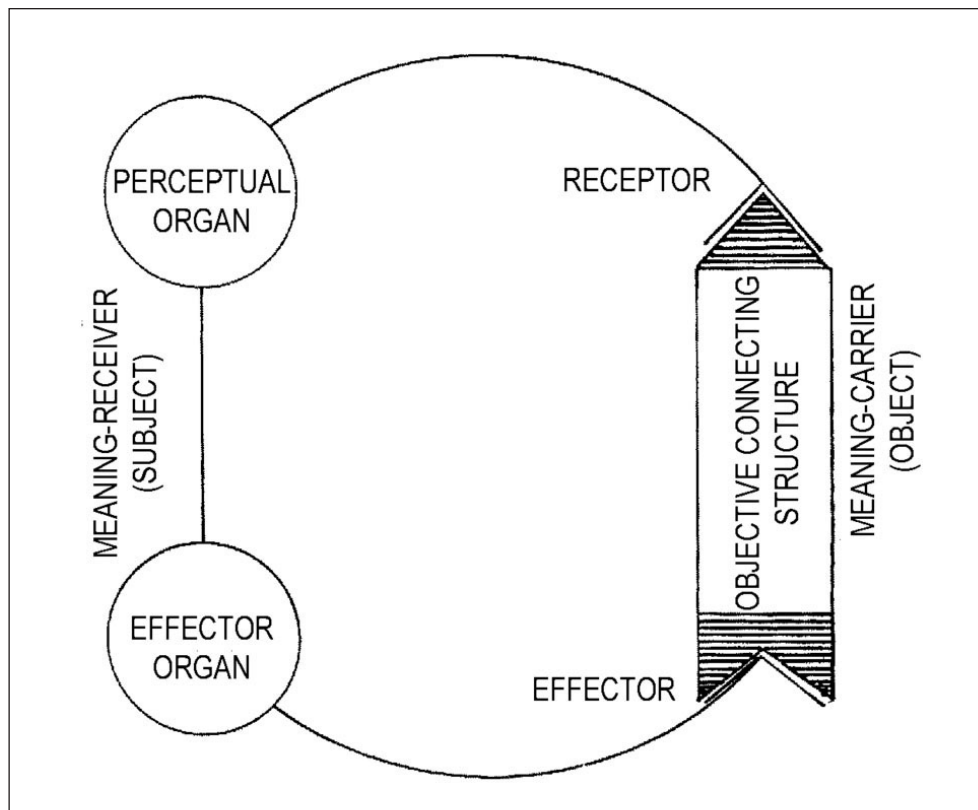 PERCEPTUAL
ORGAN
RECEPTOR
MEANING-RECEIVER
(SUBJECT)
OBJECTIVE CONNECTING
STRUCTURE
MEANING-CARRIER
(OBJECT)
EFFECTOR
ORGAN
EFFECTOR